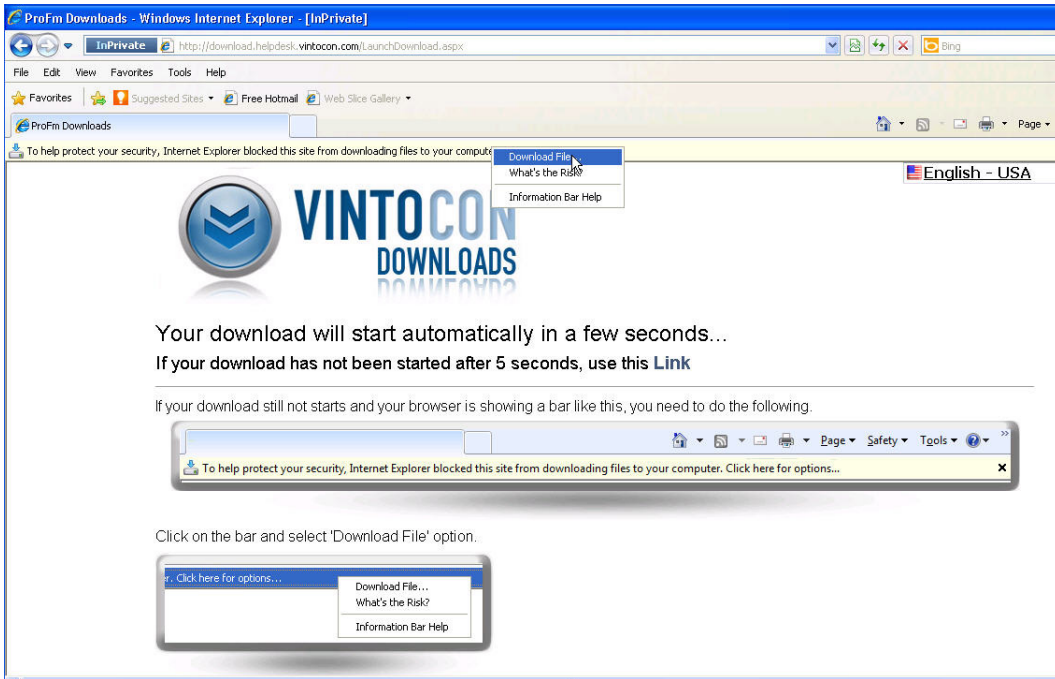 ProFm Downloads - Windows Internet Explorer - [InPrivate]
InPrivate http://download.helpdesk.vintocon.com/LaunchDownload.aspx Bing
File Edit View Favorites Tools Help
Favorites Suggested Sites Free Hotmail Web Slice Gallery
ProFm Downloads Page
To help protect your security, Internet Explorer blocked this site from downloading files to your compute
Download File...
What's the Risk?
Information Bar Help
English - USA
VINTOCON
DOWNLOADS
Your download will start automatically in a few seconds...
If your download has not been started after 5 seconds, use this Link
If your download still not starts and your browser is showing a bar like this, you need to do the following.
Page Safety Tools
To help protect your security, Internet Explorer blocked this site from downloading files to your computer. Click here for options...
Click on the bar and select 'Download File' option.
r. Click here for options...
Download File...
What's the Risk?
Information Bar Help